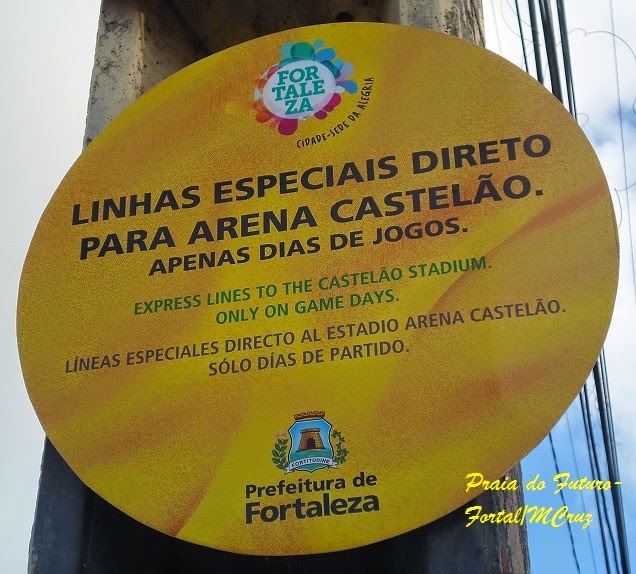 FOR
TALE
ZA
CIDADE-SEDE DA ALEGRIA
LINHAS ESPECIAIS DIRETO
PARA ARENA CASTELÃO.
APENAS DIAS DE JOGOS.
EXPRESS LINES TO THE CASTELÃO STADIUM.
ONLY ON GAME DAYS.
LÍNEAS ESPECIALES DIRECTO AL ESTADIO ARENA CASTELÃO.
SÓLO DÍAS DE PARTIDO.
FORTITUDINE
Prefeitura de
Fortaleza
Praia do Futuro-
Fortal/MCruz